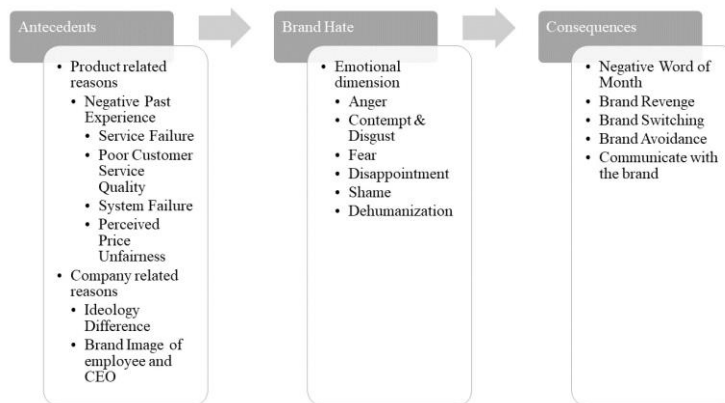 Antecedents
• Product related
reasons
• Negative Past
Experience
• Service Failure
• Poor Customer
Service
Quality
• System Failure
• Perceived
Price
Unfairness
• Company related
reasons
• Ideology
Difference
• Brand Image of
employee and
CEO
Brand Hate
• Emotional
dimension
• Anger
• Contempt &
Disgust
• Fear
• Disappointment
• Shame
• Dehumanization
Consequences
• Negative Word of
Month
• Brand Revenge
• Brand Switching
• Brand Avoidance
• Communicate with
the brand